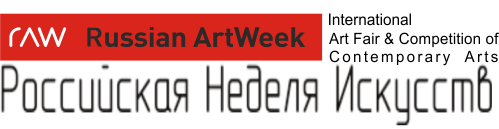 raw Russian ArtWeek
International
Art Fair & Competition of
Contemporary Arts
Российская Неделя Искусств